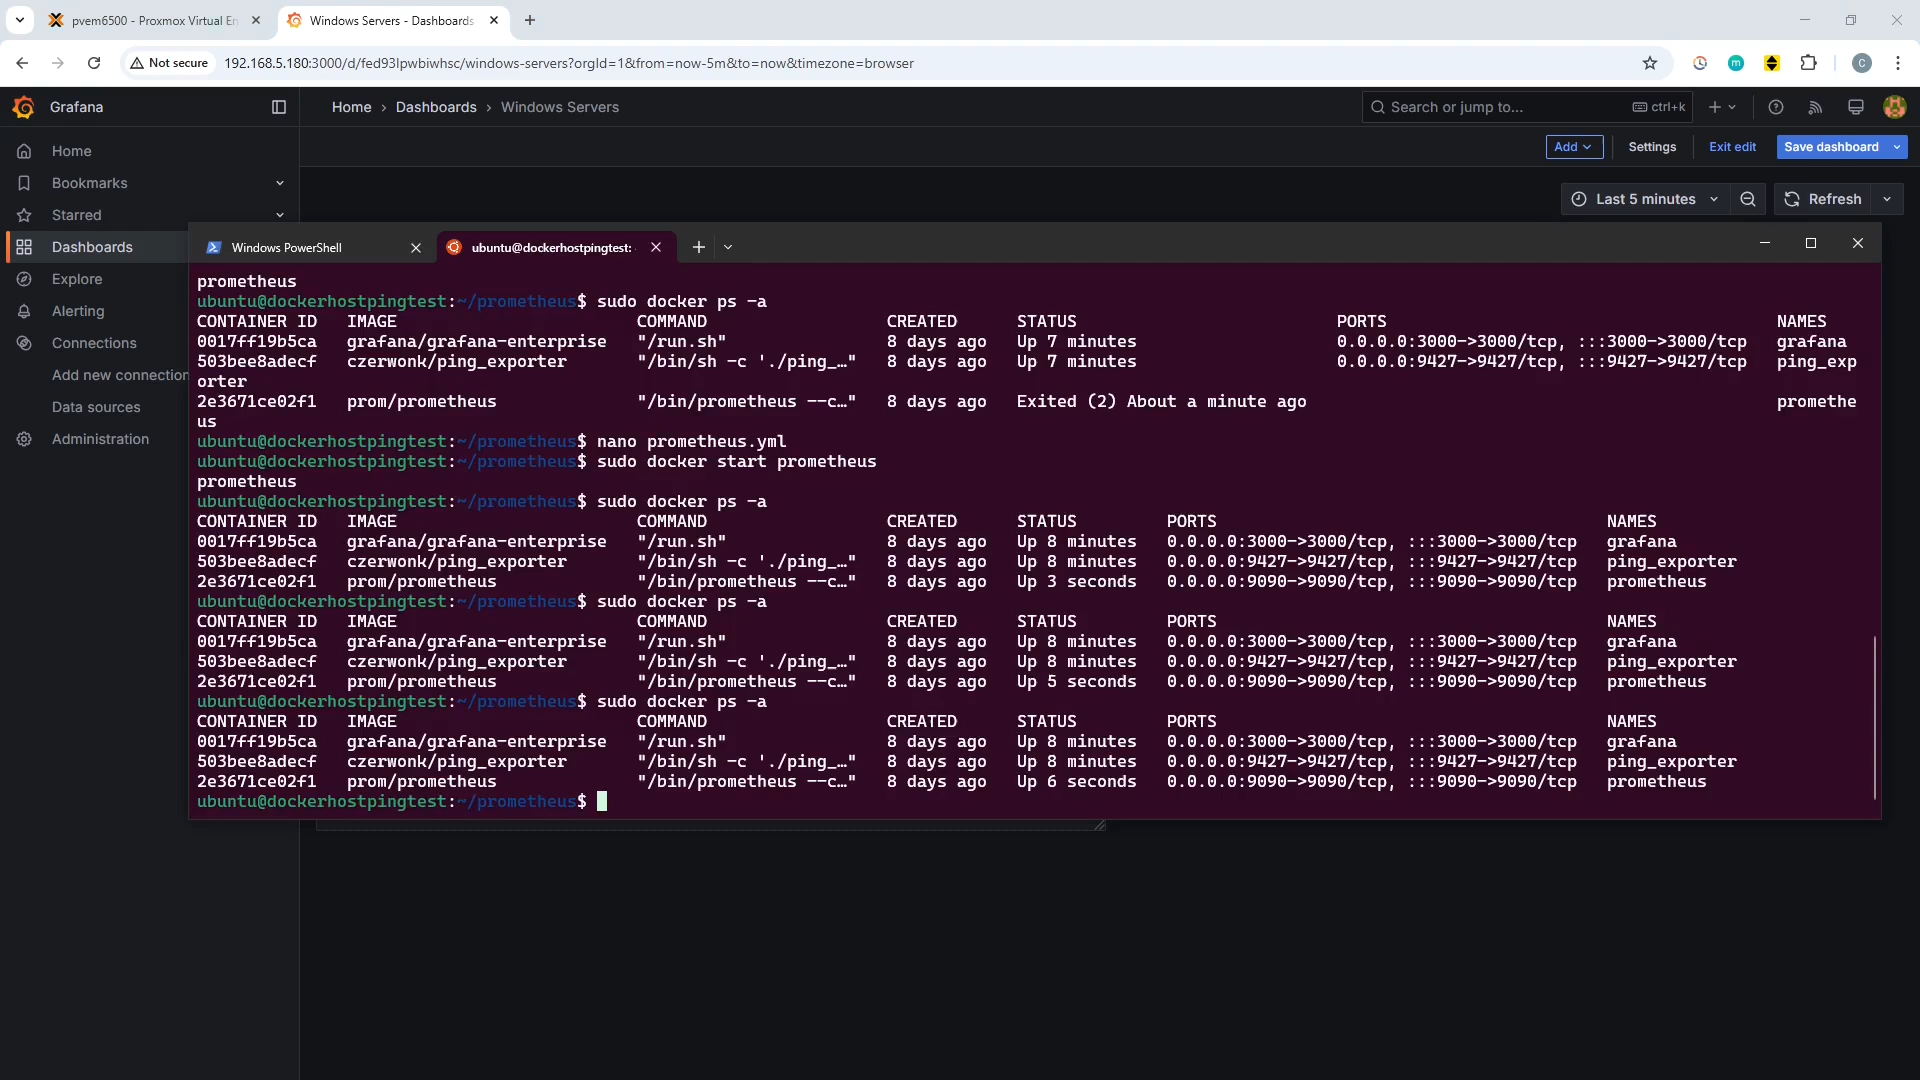 pvem6500 - Proxmox Virtual En
Windows Servers - Dashboards
Not secure
192.168.5.180:3000/d/fed93lpwbiwhsc/windows-servers?orgId=1&from=now-5m&to=now&timezone=browser
m
C
Grafana
Home › Dashboards › Windows Servers
Search or jump to...
ctrl+k
Home
Add
Settings
Exit edit
Save dashboard
Bookmarks
Starred
Last 5 minutes
Refresh
Dashboards
Explore
Alerting
Connections
Add new connection
Data sources
Administration
Windows PowerShell
ubuntu@dockerhostpingtest:
prometheus
ubuntu@dockerhostpingtest:~/prometheus$ sudo docker ps -a
CONTAINER ID IMAGE COMMAND CREATED STATUS PORTS NAMES
0017ff19b5ca grafana/grafana-enterprise "/run.sh" 8 days ago Up 7 minutes 0.0.0.0:3000->3000/tcp, :::3000->3000/tcp grafana
503bee8adecf czerwonk/ping_exporter "/bin/sh -c './ping_…" 8 days ago Up 7 minutes 0.0.0.0:9427->9427/tcp, :::9427->9427/tcp ping_exp
orter
2e3671ce02f1 prom/prometheus "/bin/prometheus --c…" 8 days ago Exited (2) About a minute ago promethe
us
ubuntu@dockerhostpingtest:~/prometheus$ nano prometheus.yml
ubuntu@dockerhostpingtest:~/prometheus$ sudo docker start prometheus
prometheus
ubuntu@dockerhostpingtest:~/prometheus$ sudo docker ps -a
CONTAINER ID IMAGE COMMAND CREATED STATUS PORTS NAMES
0017ff19b5ca grafana/grafana-enterprise "/run.sh" 8 days ago Up 8 minutes 0.0.0.0:3000->3000/tcp, :::3000->3000/tcp grafana
503bee8adecf czerwonk/ping_exporter "/bin/sh -c './ping_…" 8 days ago Up 8 minutes 0.0.0.0:9427->9427/tcp, :::9427->9427/tcp ping_exporter
2e3671ce02f1 prom/prometheus "/bin/prometheus --c…" 8 days ago Up 3 seconds 0.0.0.0:9090->9090/tcp, :::9090->9090/tcp prometheus
ubuntu@dockerhostpingtest:~/prometheus$ sudo docker ps -a
CONTAINER ID IMAGE COMMAND CREATED STATUS PORTS NAMES
0017ff19b5ca grafana/grafana-enterprise "/run.sh" 8 days ago Up 8 minutes 0.0.0.0:3000->3000/tcp, :::3000->3000/tcp grafana
503bee8adecf czerwonk/ping_exporter "/bin/sh -c './ping_…" 8 days ago Up 8 minutes 0.0.0.0:9427->9427/tcp, :::9427->9427/tcp ping_exporter
2e3671ce02f1 prom/prometheus "/bin/prometheus --c…" 8 days ago Up 5 seconds 0.0.0.0:9090->9090/tcp, :::9090->9090/tcp prometheus
ubuntu@dockerhostpingtest:~/prometheus$ sudo docker ps -a
CONTAINER ID IMAGE COMMAND CREATED STATUS PORTS NAMES
0017ff19b5ca grafana/grafana-enterprise "/run.sh" 8 days ago Up 8 minutes 0.0.0.0:3000->3000/tcp, :::3000->3000/tcp grafana
503bee8adecf czerwonk/ping_exporter "/bin/sh -c './ping_…" 8 days ago Up 8 minutes 0.0.0.0:9427->9427/tcp, :::9427->9427/tcp ping_exporter
2e3671ce02f1 prom/prometheus "/bin/prometheus --c…" 8 days ago Up 6 seconds 0.0.0.0:9090->9090/tcp, :::9090->9090/tcp prometheus
ubuntu@dockerhostpingtest:~/prometheus$